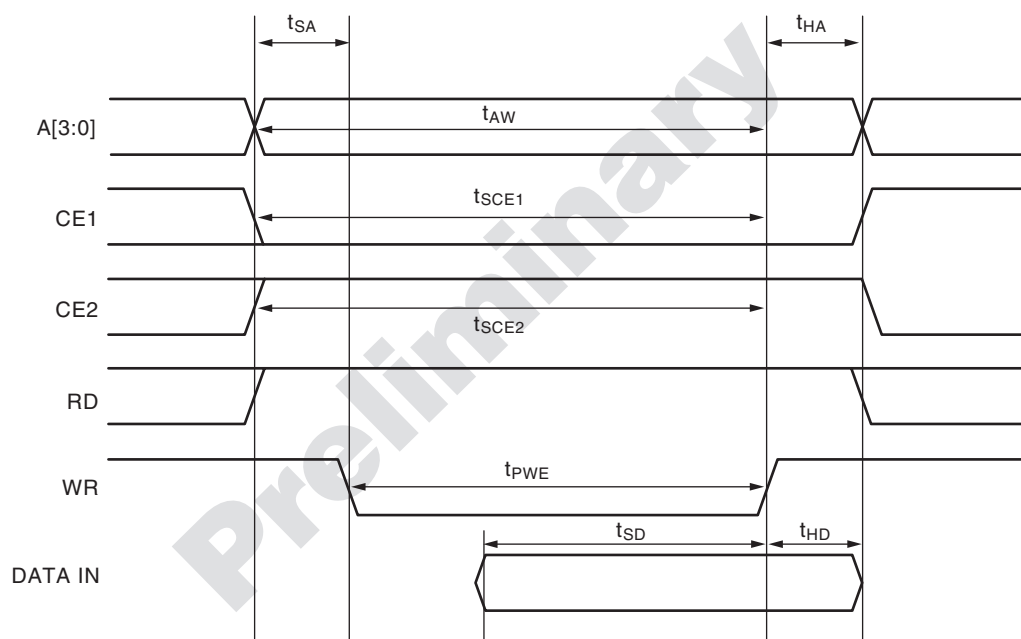 tSA
tHA
A[3:0]
tAW
CE1
tSCE1
CE2
tSCE2
RD
WR
tPWE
tSD
tHD
DATA IN
Preliminary